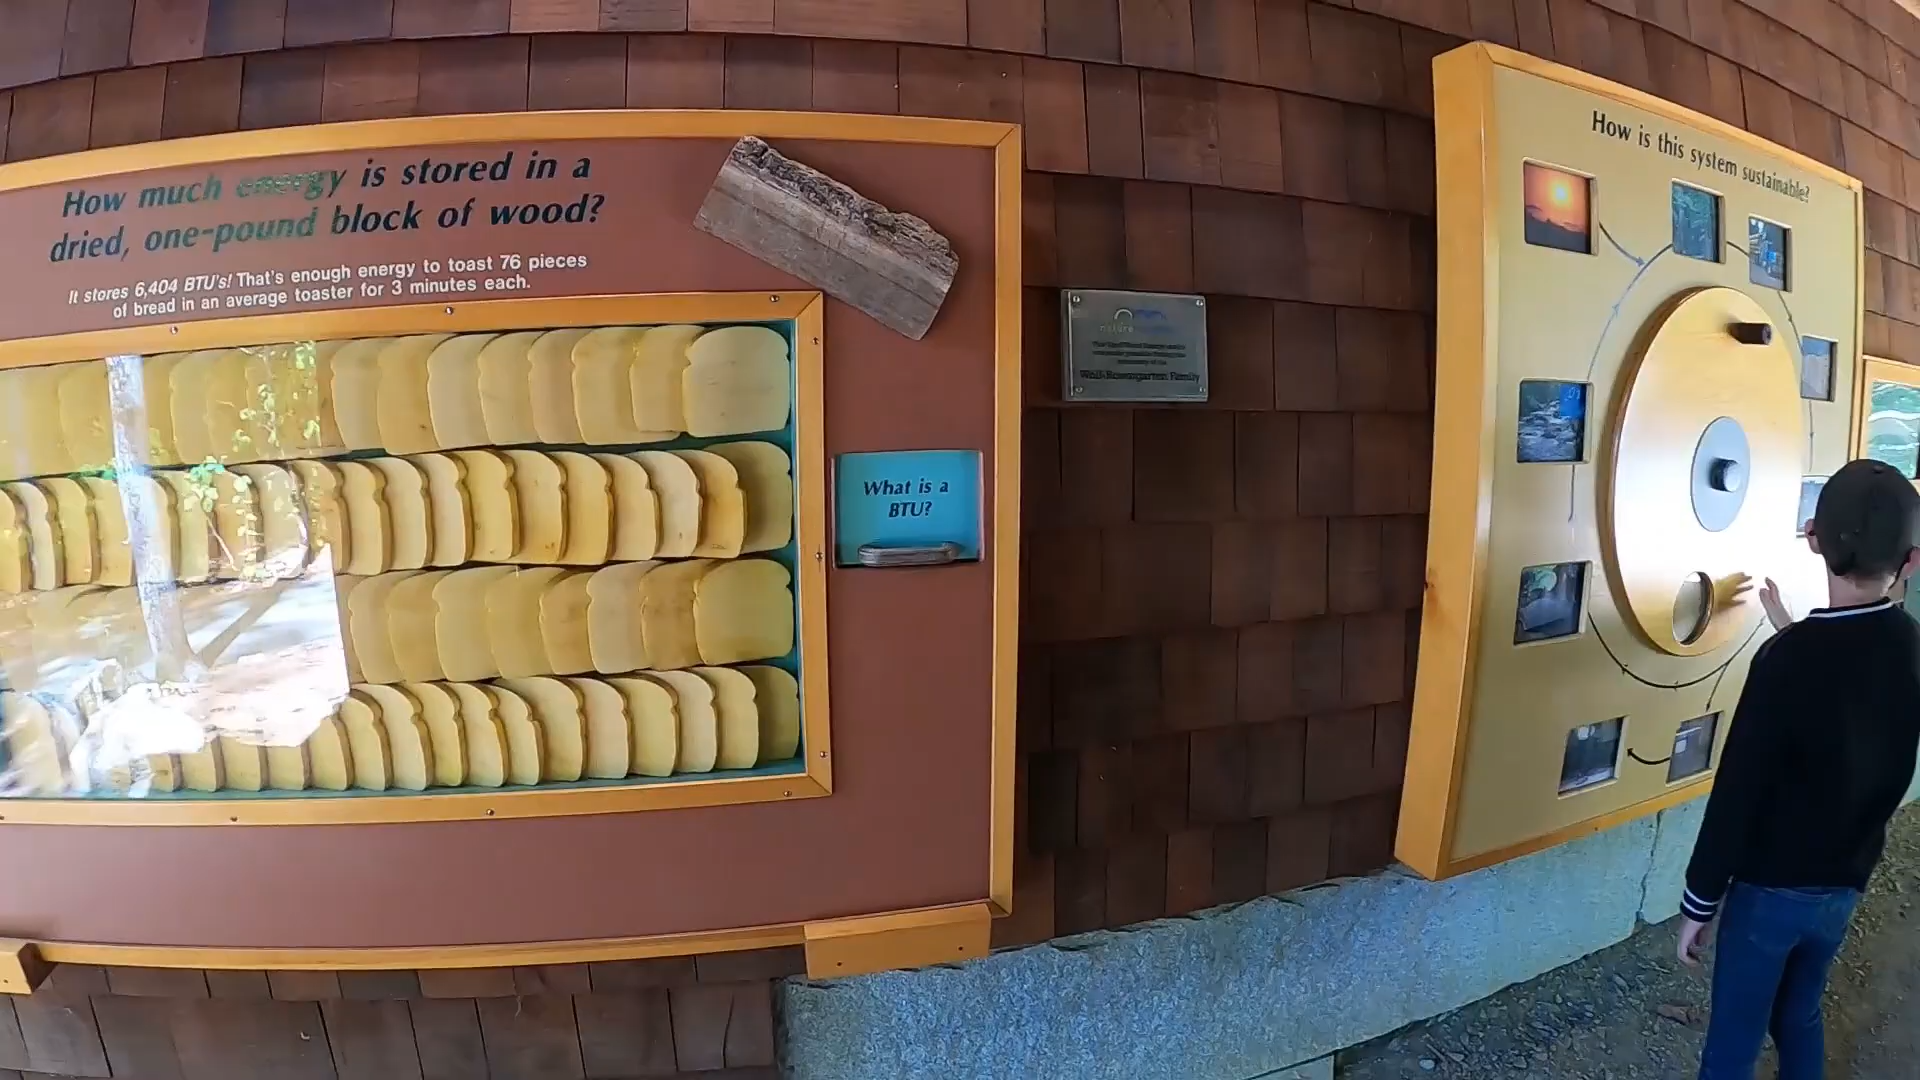 How much energy is stored in a
dried, one-pound block of wood?
It stores 6,404 BTU's! That's enough energy to toast 76 pieces
of bread in an average toaster for 3 minutes each.
What is a
BTU?
nature
Family
How is this system sustainable?